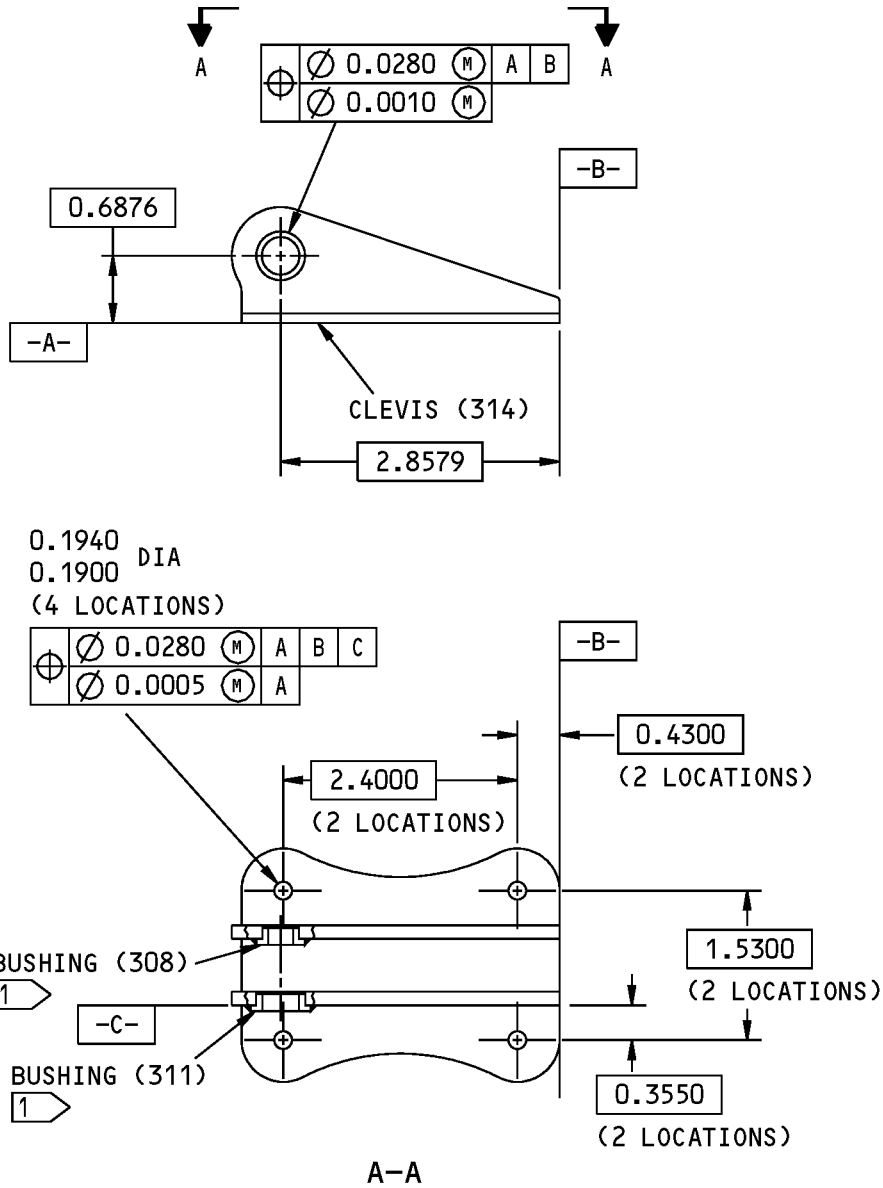 A A
⌖ ⌀ 0.0280 Ⓜ A B
⌀ 0.0010 Ⓜ
-B-
0.6876
-A-
CLEVIS (314)
2.8579
0.1940
0.1900 DIA
(4 LOCATIONS)
⌖ ⌀ 0.0280 Ⓜ A B C
⌀ 0.0005 Ⓜ A
-B-
0.4300
(2 LOCATIONS)
2.4000
(2 LOCATIONS)
BUSHING (308)
1
1.5300
(2 LOCATIONS)
-C-
BUSHING (311)
1
0.3550
(2 LOCATIONS)
A-A